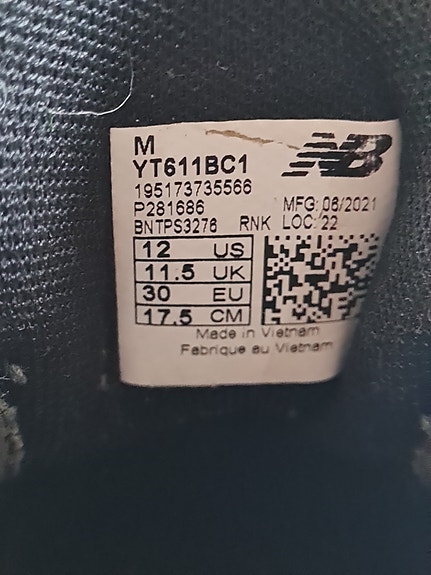 M
YT611BC1
NB
195173735566
P281686 MFG: 06/2021
BNTPS3276 RNK LOC: 22
12 US
11.5 UK
30 EU
17.5 CM
Made in Vietnam
Fabrique au Vietnam